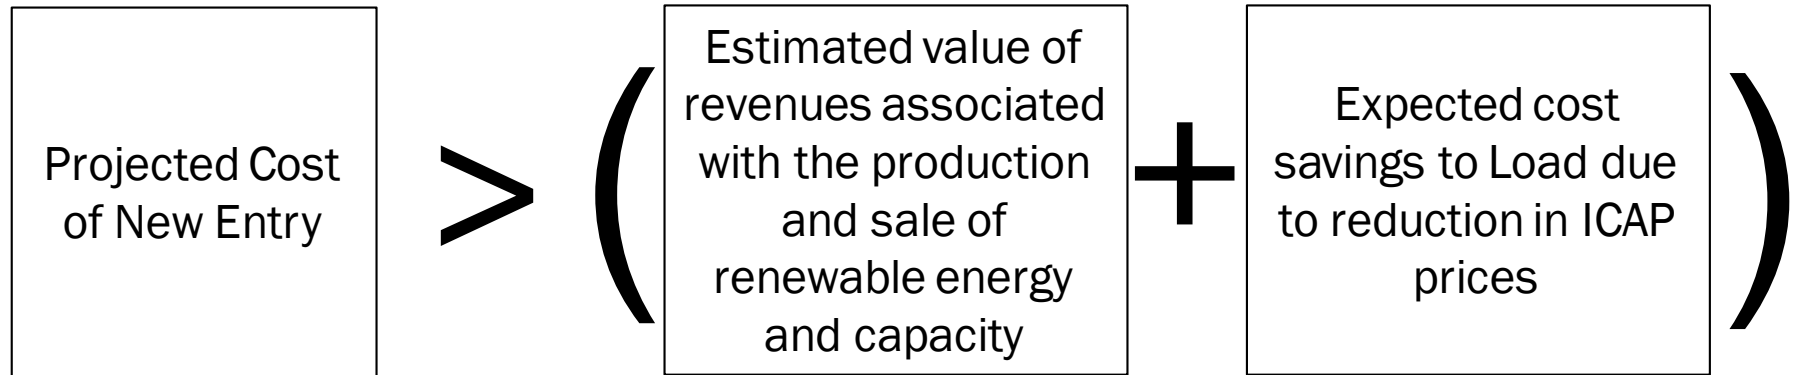 Projected Cost
of New Entry
>
(
Estimated value of
revenues associated
with the production
and sale of
renewable energy
and capacity
+
Expected cost
savings to Load due
to reduction in ICAP
prices
)